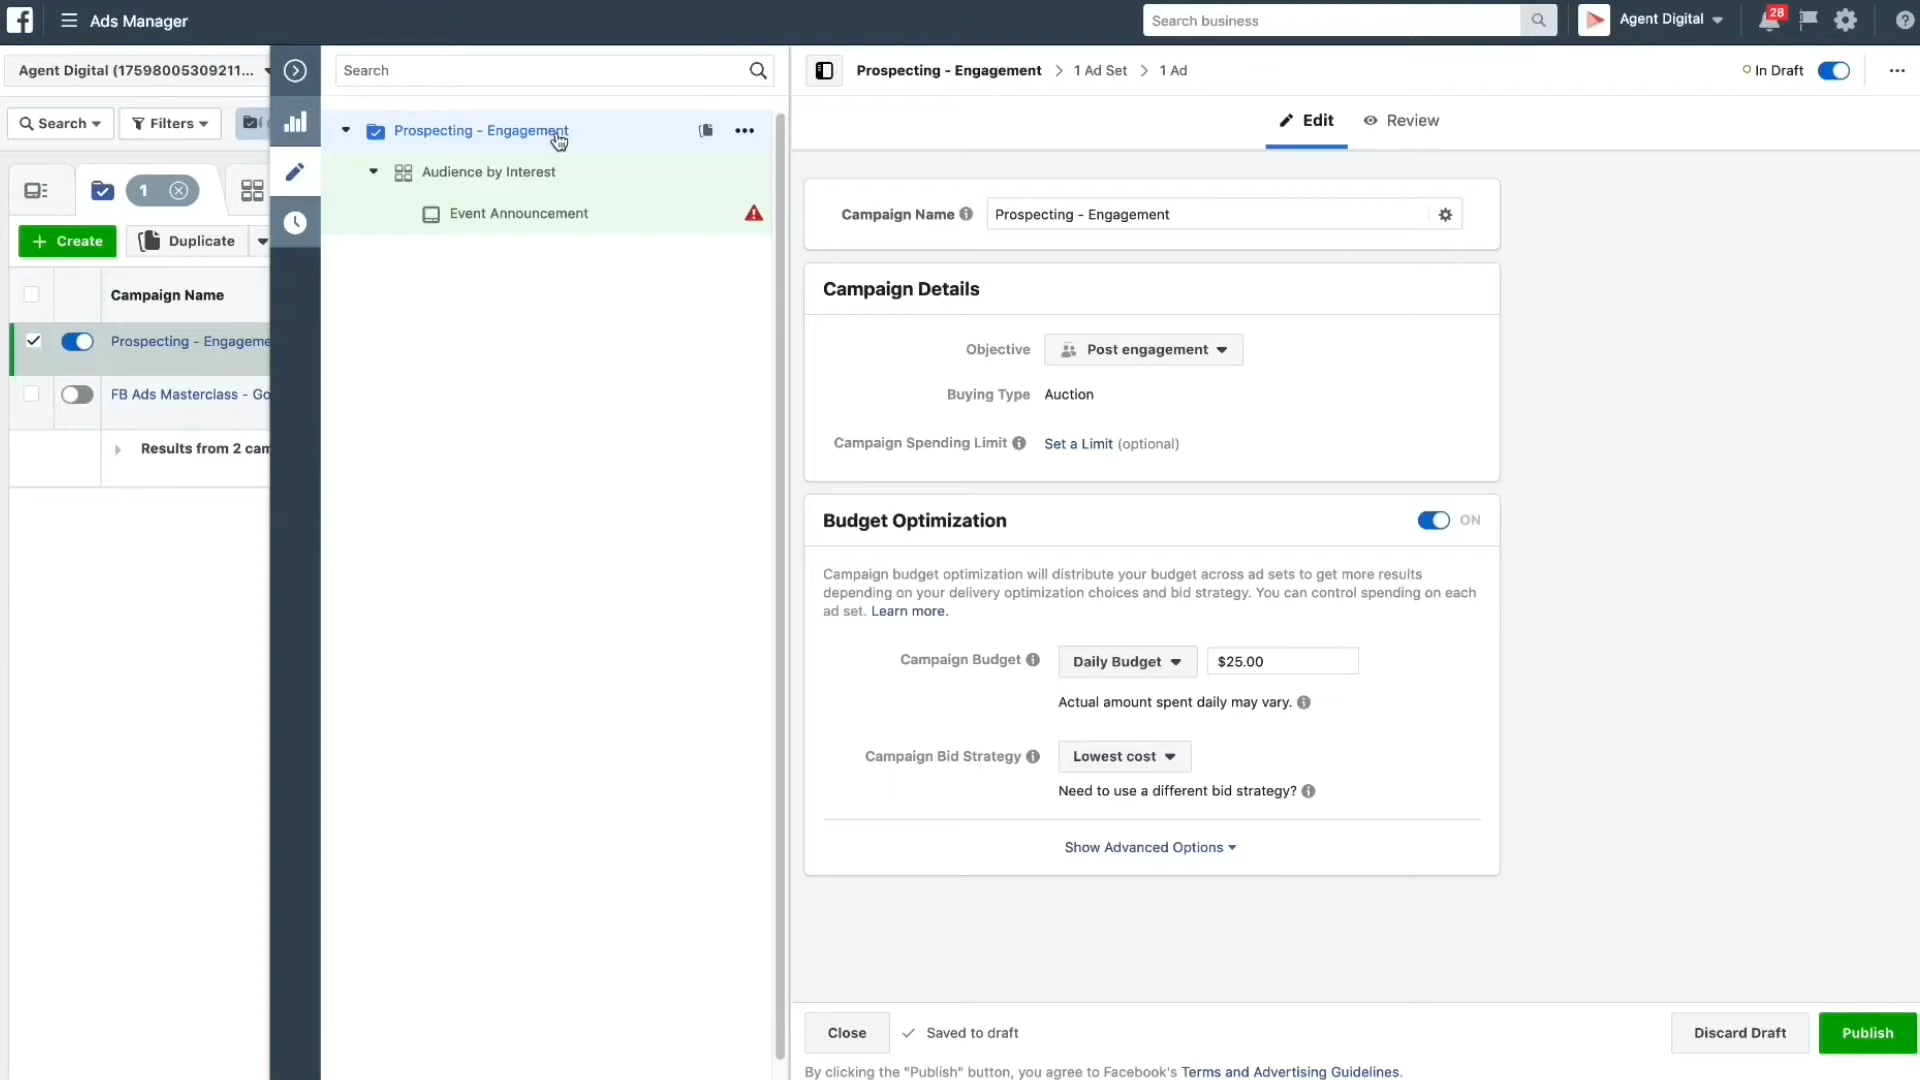 Ads Manager
Search business
Agent Digital
28
Agent Digital (17598005309211...
Search
Filters
1
Create
Duplicate
Campaign Name
Prospecting - Engageme
FB Ads Masterclass - Go
Results from 2 cam
Search
Prospecting - Engagement
Audience by Interest
Event Announcement
Prospecting - Engagement > 1 Ad Set > 1 Ad
In Draft
Edit
Review
Campaign Name
Prospecting - Engagement
Campaign Details
Objective
Post engagement
Buying Type
Auction
Campaign Spending Limit
Set a Limit (optional)
Budget Optimization
ON
Campaign budget optimization will distribute your budget across ad sets to get more results
depending on your delivery optimization choices and bid strategy. You can control spending on each
ad set. Learn more.
Campaign Budget
Daily Budget
$25.00
Actual amount spent daily may vary.
Campaign Bid Strategy
Lowest cost
Need to use a different bid strategy?
Show Advanced Options
Close
Saved to draft
Discard Draft
Publish
By clicking the "Publish" button, you agree to Facebook's Terms and Advertising Guidelines.